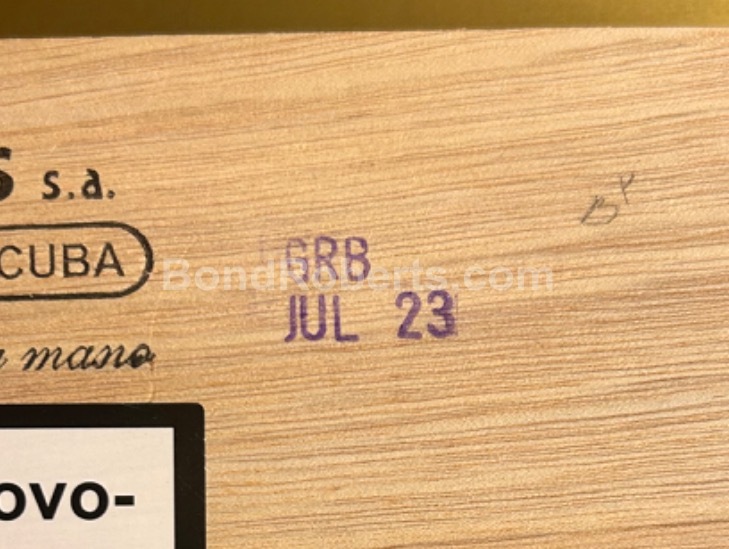 s.a.
CUBA
GRB
JUL 23
BondRoberts.com
mano
ovo-